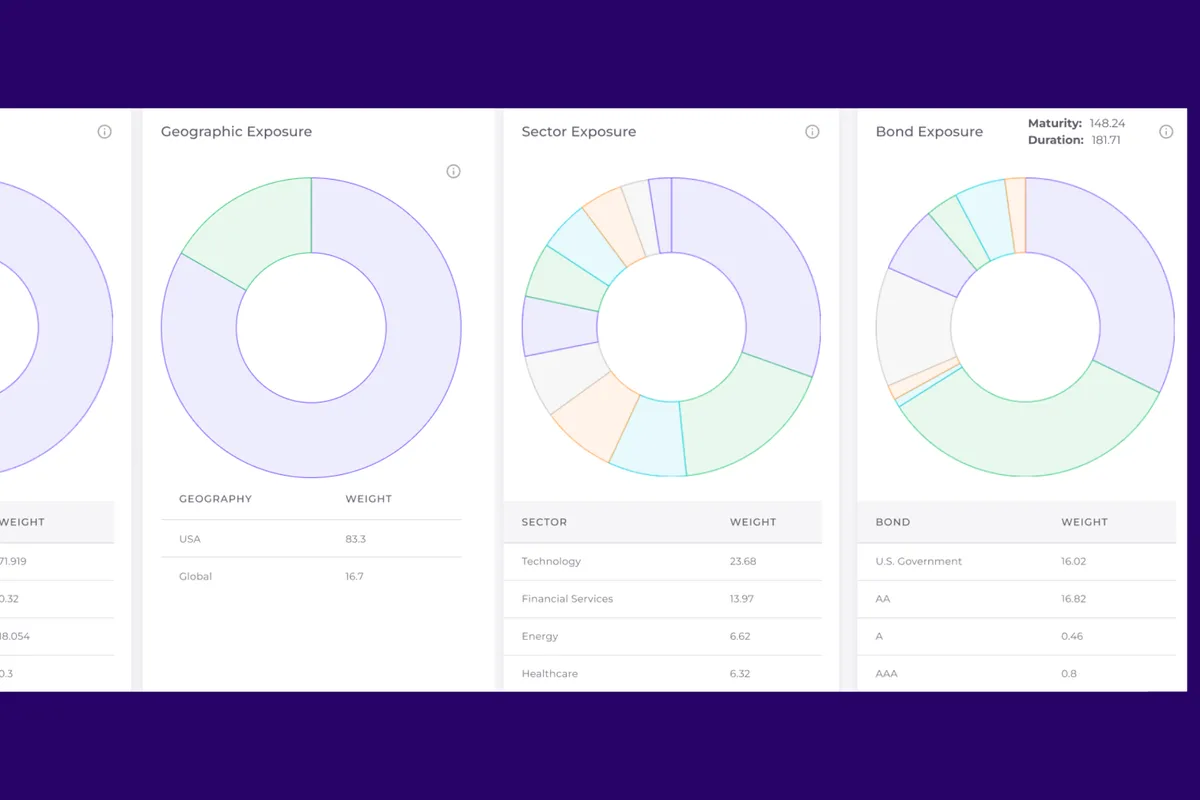 Geographic Exposure
Sector Exposure
Bond Exposure
Maturity: 148.24
Duration: 181.71
WEIGHT
71.919
0.32
18.054
0.3
GEOGRAPHY WEIGHT
USA 83.3
Global 16.7
SECTOR WEIGHT
Technology 23.68
Financial Services 13.97
Energy 6.62
Healthcare 6.32
BOND WEIGHT
U.S. Government 16.02
AA 16.82
A 0.46
AAA 0.8